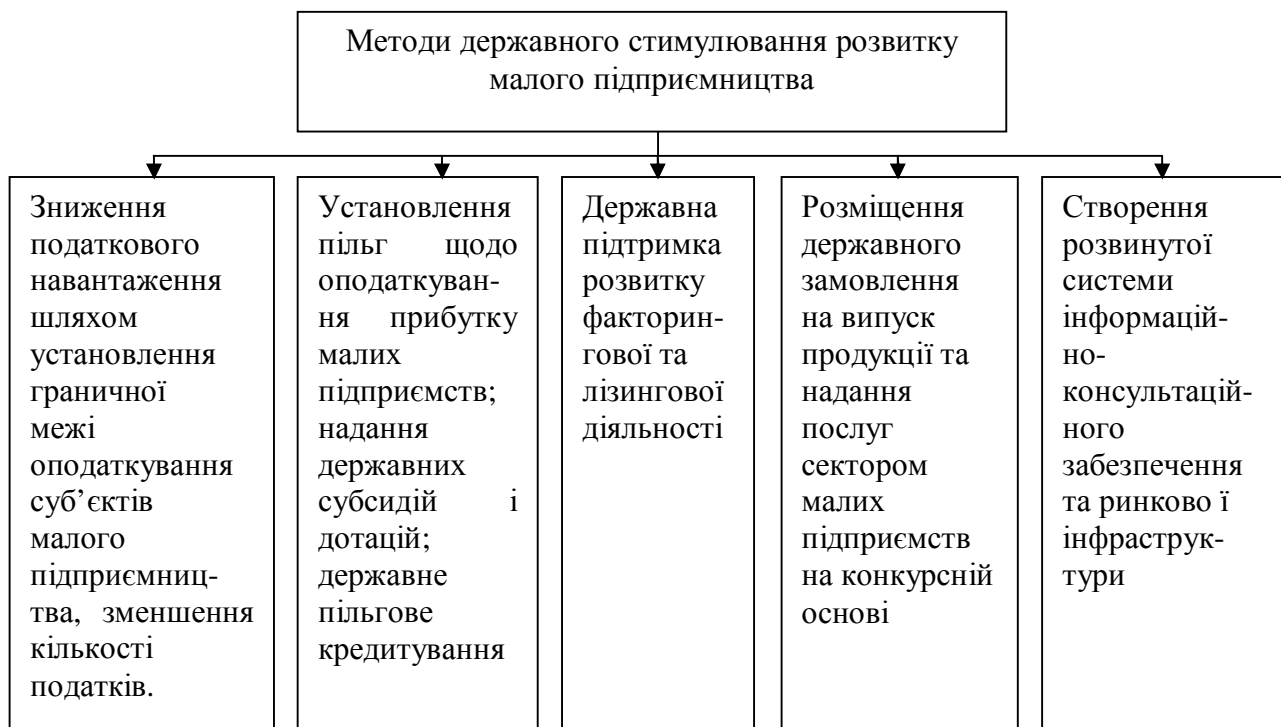 Методи державного стимулювання розвитку
малого підприємництва
Зниження
податкового
навантаження
шляхом
установлення
граничної
межі
оподаткування
суб’єктів
малого
підприємниц-
тва, зменшення
кількості
податків.
Установлення
пільг щодо
оподаткуван-
ня прибутку
малих
підприємств;
надання
державних
субсидій і
дотацій;
державне
пільгове
кредитування
Державна
підтримка
розвитку
факторин-
гової та
лізингової
діяльності
Розміщення
державного
замовлення
на випуск
продукції та
надання
послуг
сектором
малих
підприємств
на конкурсній
основі
Створення
розвинутої
системи
інформацій-
но-
консультацій-
ного
забезпечення
та ринково ї
інфраструк-
тури